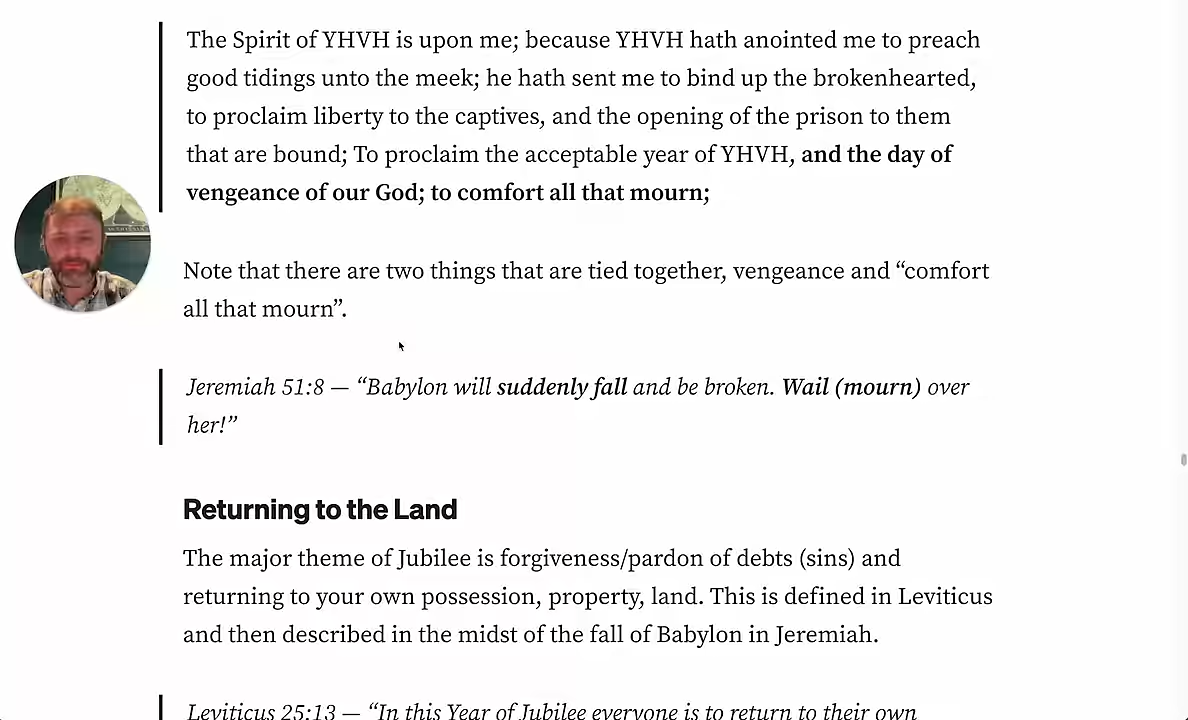 The Spirit of YHVH is upon me; because YHVH hath anointed me to preach
good tidings unto the meek; he hath sent me to bind up the brokenhearted,
to proclaim liberty to the captives, and the opening of the prison to them
that are bound; To proclaim the acceptable year of YHVH, and the day of
vengeance of our God; to comfort all that mourn;
Note that there are two things that are tied together, vengeance and “comfort
all that mourn”.
Jeremiah 51:8 — “Babylon will suddenly fall and be broken. Wail (mourn) over
her!”
Returning to the Land
The major theme of Jubilee is forgiveness/pardon of debts (sins) and
returning to your own possession, property, land. This is defined in Leviticus
and then described in the midst of the fall of Babylon in Jeremiah.
Leviticus 25:13 — “In this Year of Jubilee everyone is to return to their own